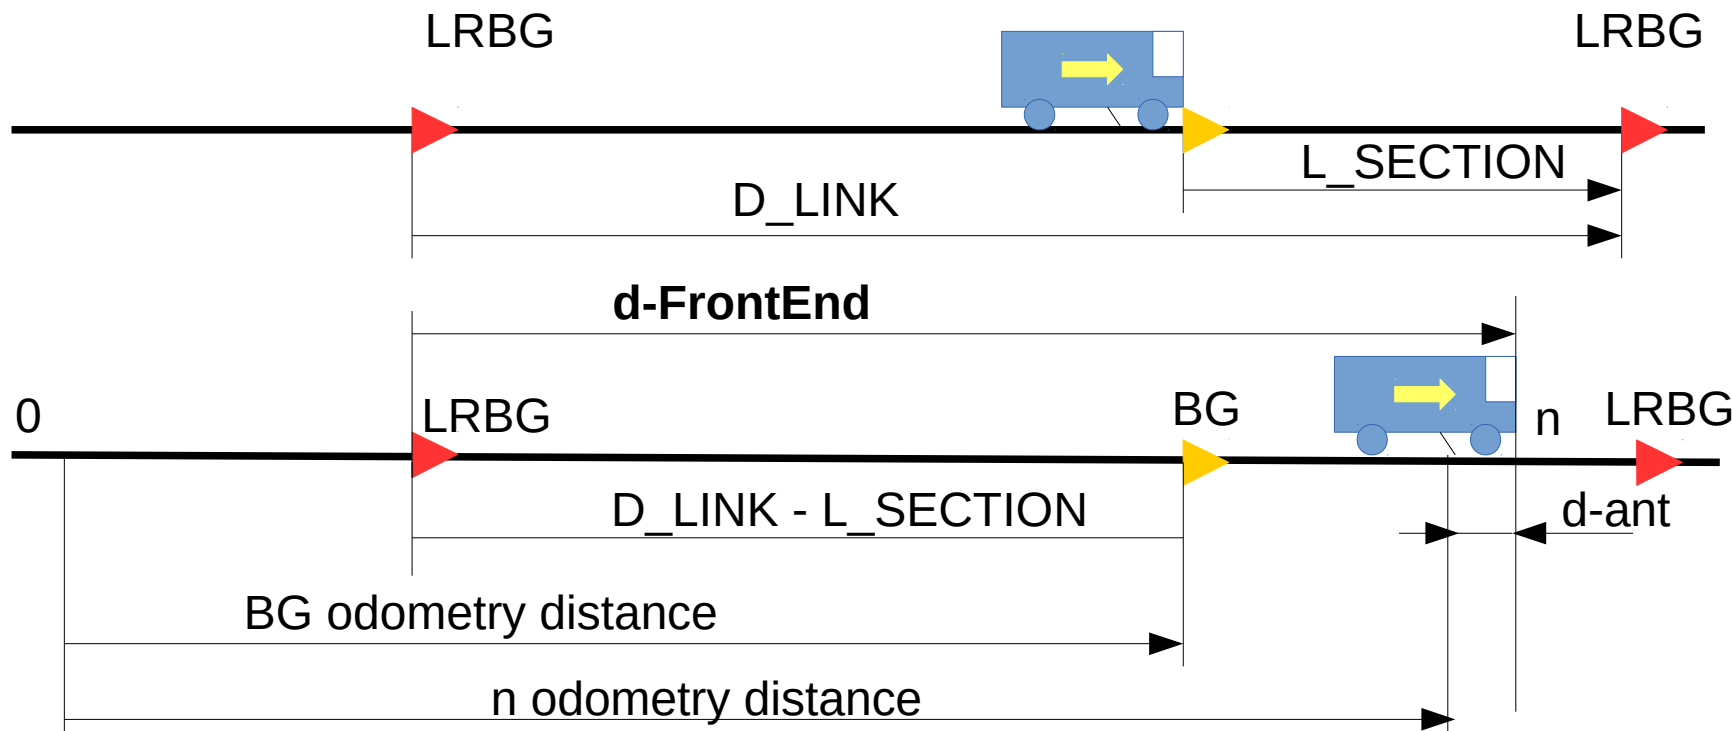 LRBG
LRBG
L_SECTION
D_LINK
d-FrontEnd
0
LRBG
BG
n
LRBG
D_LINK - L_SECTION
d-ant
BG odometry distance
n odometry distance